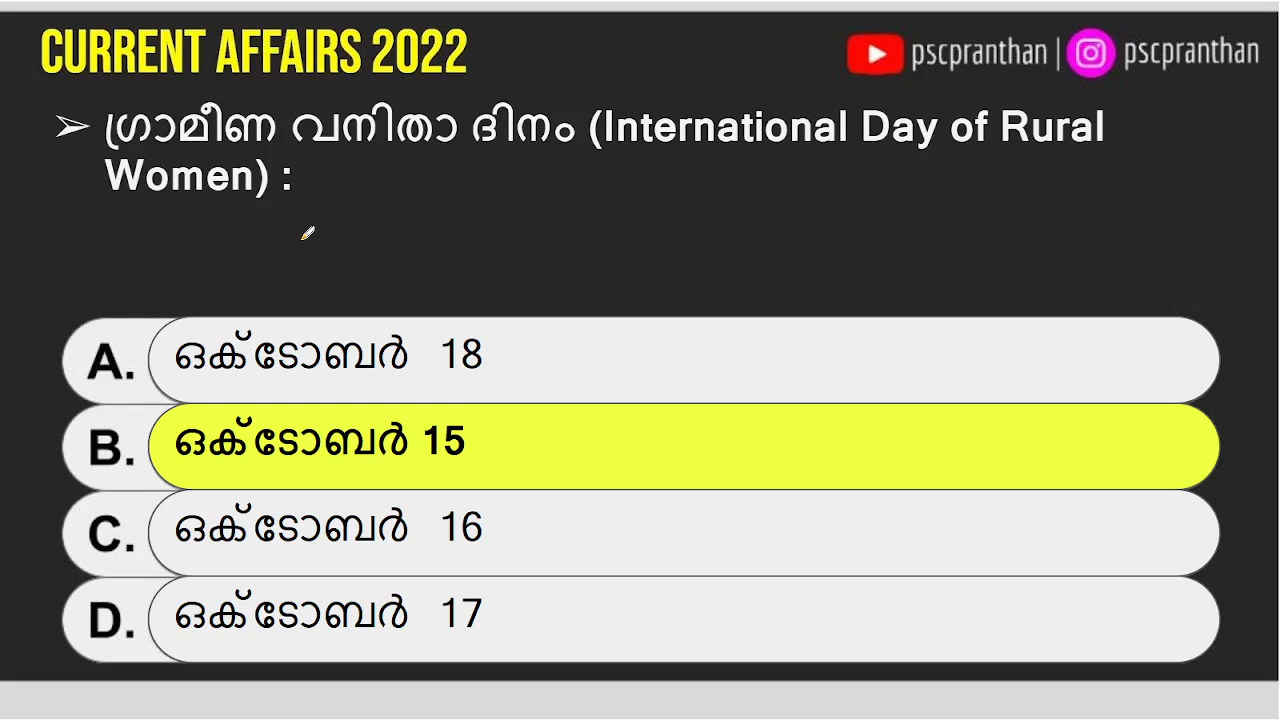 CURRENT AFFAIRS 2022
pscpranthan | pscpranthan
➢ ഗ്രാമീണ വനിതാ ദിനം (International Day of Rural
Women) :
A. ഒക്ടോബർ 18
B. ഒക്ടോബർ 15
C. ഒക്ടോബർ 16
D. ഒക്ടോബർ 17